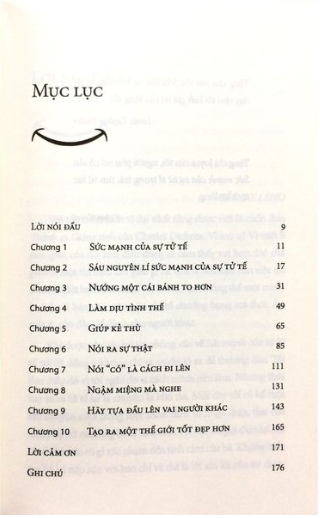 MỤC LỤC
LỜI NÓI ĐẦU 9
Chương 1 SỨC MẠNH CỦA SỰ TỬ TẾ 11
Chương 2 SÁU NGUYÊN LÍ SỨC MẠNH CỦA SỰ TỬ TẾ 17
Chương 3 NƯỚNG MỘT CÁI BÁNH TO HƠN 31
Chương 4 LÀM DỊU TÌNH THẾ 49
Chương 5 GIÚP KẺ THÙ 65
Chương 6 NÓI RA SỰ THẬT 85
Chương 7 NÓI "CÓ" LÀ CÁCH ĐI LÊN 111
Chương 8 NGẬM MIỆNG MÀ NGHE 131
Chương 9 HÃY TỰA ĐẦU LÊN VAI NGƯỜI KHÁC 143
Chương 10 TẠO RA MỘT THẾ GIỚI TỐT ĐẸP HƠN 165
LỜI CẢM ƠN 171
GHI CHÚ 176